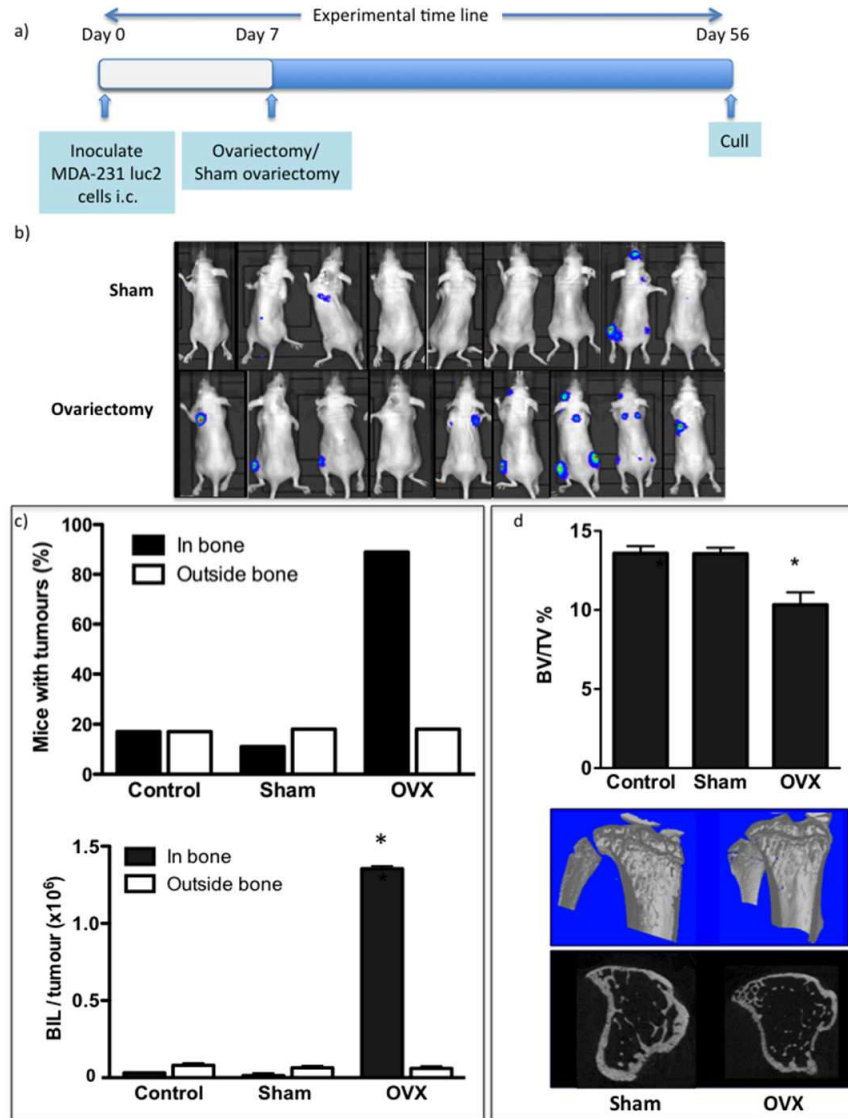 a)
Experimental time line
Day 0
Day 7
Day 56
Inoculate
MDA-231 luc2
cells i.c.
Ovariectomy/
Sham ovariectomy
Cull
b)
Sham
Ovariectomy
c)
100
80
60
40
20
0
Mice with tumours (%)
In bone
Outside bone
Control
Sham
OVX
1.5
1.0
0.5
0
BIL / tumour (x10⁶)
In bone
Outside bone
*
*
Control
Sham
OVX
d
15
10
5
0
BV/TV %
*
*
Control
Sham
OVX
Sham
OVX